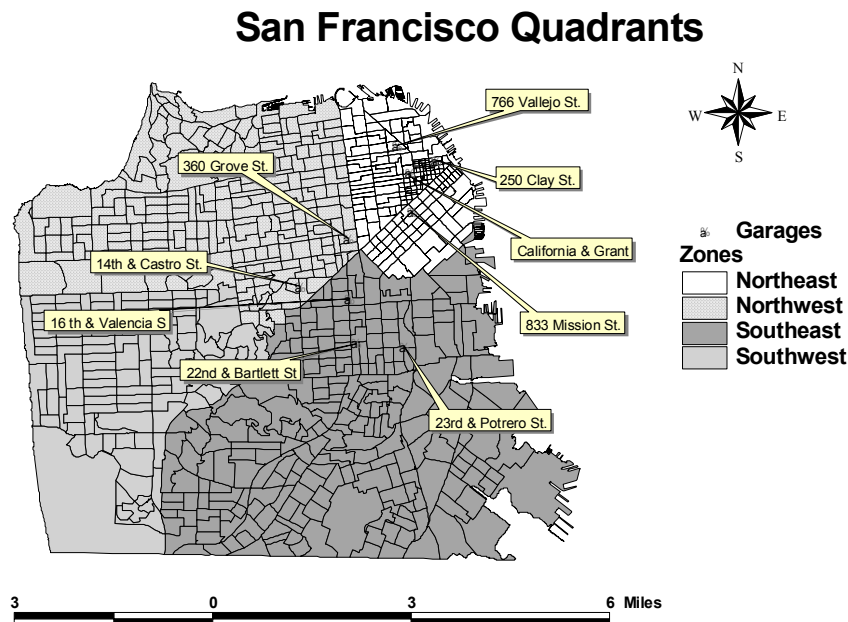 San Francisco Quadrants
N
W E
S
766 Vallejo St.
360 Grove St.
250 Clay St.
California & Grant
14th & Castro St.
16 th & Valencia S
833 Mission St.
22nd & Bartlett St
23rd & Potrero St.
Garages
Zones
Northeast
Northwest
Southeast
Southwest
3 0 3 6 Miles